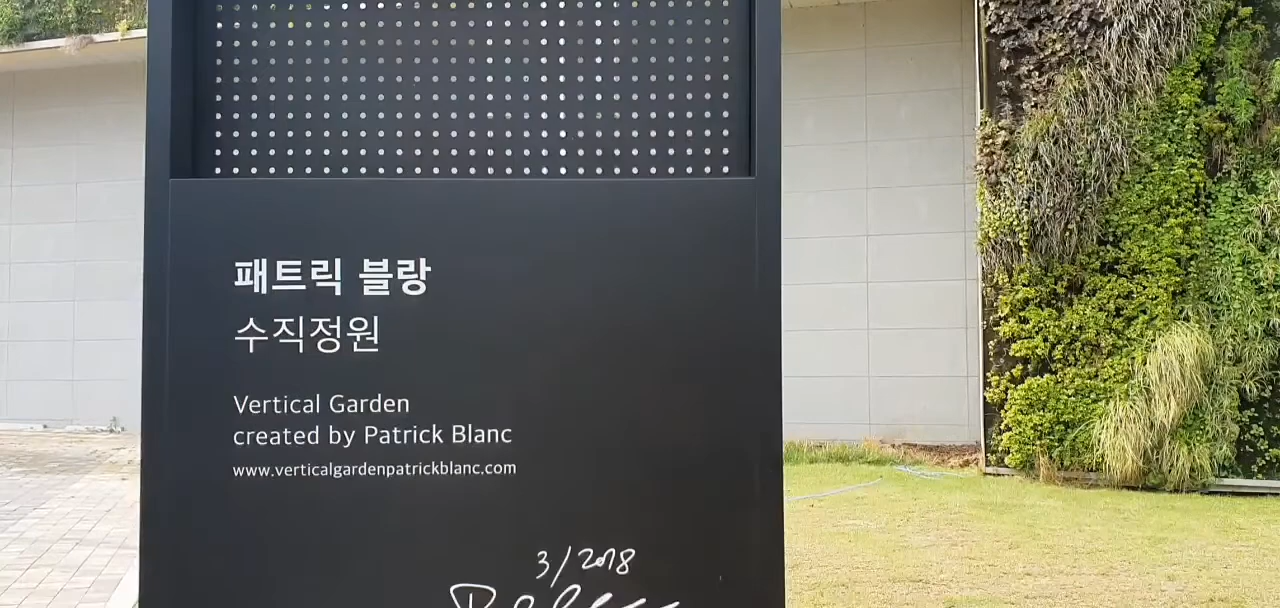 패트릭 블랑
수직정원
Vertical Garden
created by Patrick Blanc
www.verticalgardenpatrickblanc.com
3/2018